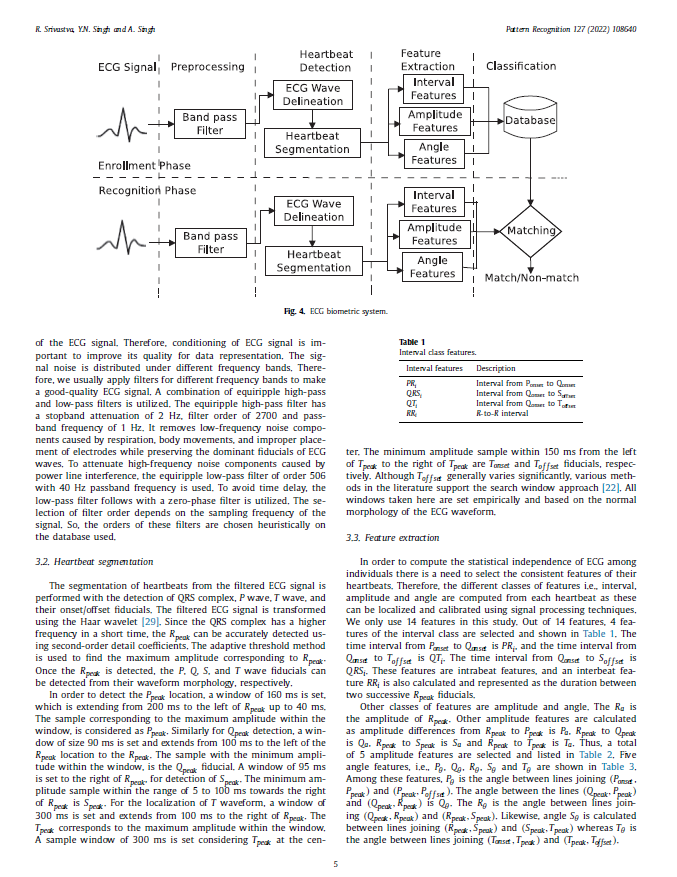 R. Srivastva, Y.N. Singh and A. Singh
Pattern Recognition 127 (2022) 108640
ECG Signal
Preprocessing
Heartbeat
Detection
Feature
Extraction
Classification
Band pass
Filter
ECG Wave
Delineation
Heartbeat
Segmentation
Interval
Features
Amplitude
Features
Angle
Features
Database
Enrollment Phase
Recognition Phase
Band pass
Filter
ECG Wave
Delineation
Heartbeat
Segmentation
Interval
Features
Amplitude
Features
Angle
Features
Matching
Match/Non-match
Fig. 4. ECG biometric system.
of the ECG signal. Therefore, conditioning of ECG signal is im-
portant to improve its quality for data representation. The sig-
nal noise is distributed under different frequency bands. There-
fore, we usually apply filters for different frequency bands to make
a good-quality ECG signal. A combination of equiripple high-pass
and low-pass filters is utilized. The equiripple high-pass filter has
a stopband attenuation of 2 Hz, filter order of 2700 and pass-
band frequency of 1 Hz. It removes low-frequency noise compo-
nents caused by respiration, body movements, and improper place-
ment of electrodes while preserving the dominant fiducials of ECG
waves. To attenuate high-frequency noise components caused by
power line interference, the equiripple low-pass filter of order 506
with 40 Hz passband frequency is used. To avoid time delay, the
low-pass filter follows with a zero-phase filter is utilized. The se-
lection of filter order depends on the sampling frequency of the
signal. So, the orders of these filters are chosen heuristically on
the database used.
3.2. Heartbeat segmentation
The segmentation of heartbeats from the filtered ECG signal is
performed with the detection of QRS complex, P wave, T wave, and
their onset/offset fiducials. The filtered ECG signal is transformed
using the Haar wavelet [29]. Since the QRS complex has a higher
frequency in a short time, the Rpeak can be accurately detected us-
ing second-order detail coefficients. The adaptive threshold method
is used to find the maximum amplitude corresponding to Rpeak.
Once the Rpeak is detected, the P, Q, S, and T wave fiducials can
be detected from their waveform morphology, respectively.
In order to detect the Ppeak location, a window of 160 ms is set,
which is extending from 200 ms to the left of Rpeak up to 40 ms.
The sample corresponding to the maximum amplitude within the
window, is considered as Ppeak. Similarly for Qpeak detection, a win-
dow of size 90 ms is set and extends from 100 ms to the left of the
Rpeak location to the Rpeak. The sample with the minimum ampli-
tude within the window, is the Qpeak fiducial. A window of 95 ms
is set to the right of Rpeak, for detection of Speak. The minimum am-
plitude sample within the range of 5 to 100 ms towards the right
of Rpeak is Speak. For the localization of T waveform, a window of
300 ms is set and extends from 100 ms to the right of Rpeak. The
Tpeak corresponds to the maximum amplitude within the window.
A sample window of 300 ms is set considering Tpeak at the cen-
Table 1
Interval class features.
Interval features Description
PRi Interval from Ponset to Qonset
QRSi Interval from Qonset to Soffset
QTi Interval from Qonset to Toffset
RRi R-to-R interval
ter. The minimum amplitude sample within 150 ms from the left
of Tpeak to the right of Tpeak are Tonset and Toffset fiducials, respec-
tively. Although Toffset generally varies significantly, various meth-
ods in the literature support the search window approach [22]. All
windows taken here are set empirically and based on the normal
morphology of the ECG waveform.
3.3. Feature extraction
In order to compute the statistical independence of ECG among
individuals there is a need to select the consistent features of their
heartbeats. Therefore, the different classes of features i.e., interval,
amplitude and angle are computed from each heartbeat as these
can be localized and calibrated using signal processing techniques.
We only use 14 features in this study. Out of 14 features, 4 fea-
tures of the interval class are selected and shown in Table 1. The
time interval from Ponset to Qonset is PRi, and the time interval from
Qonset to Toffset is QTi. The time interval from Qonset to Soffset is
QRSi. These features are intrabeat features, and an interbeat fea-
ture RRi is also calculated and represented as the duration between
two successive Rpeak fiducials.
Other classes of features are amplitude and angle. The Ra is
the amplitude of Rpeak. Other amplitude features are calculated
as amplitude differences from Rpeak to Ppeak is Pa, Rpeak to Qpeak
is Qa, Rpeak to Speak is Sa and Rpeak to Tpeak is Ta. Thus, a total
of 5 amplitude features are selected and listed in Table 2. Five
angle features, i.e., Pθ, Qθ, Rθ, Sθ and Tθ are shown in Table 3.
Among these features, Pθ is the angle between lines joining (Ponset,
Ppeak) and (Ppeak, Poffset). The angle between the lines (Qpeak, Ppeak)
and (Qpeak, Rpeak) is Qθ. The Rθ is the angle between lines join-
ing (Qpeak, Rpeak) and (Rpeak, Speak). Likewise, angle Sθ is calculated
between lines joining (Rpeak, Speak) and (Speak, Tpeak) whereas Tθ is
the angle between lines joining (Tonset, Tpeak) and (Tpeak, Toffset).
5